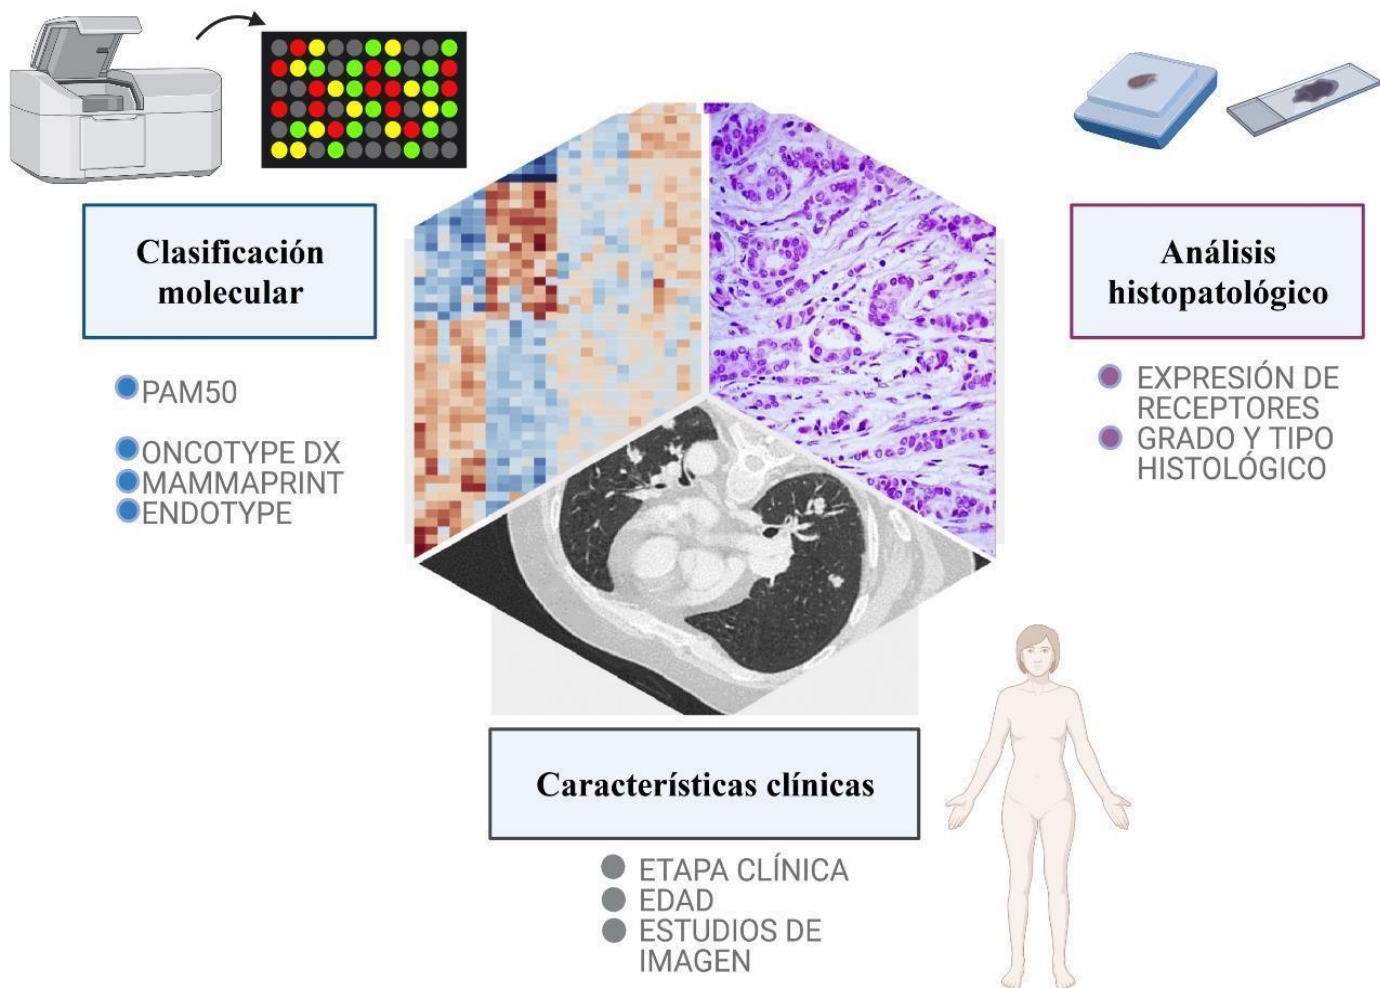 Clasificación
molecular
PAM50
ONCOTYPE DX
MAMMAPRINT
ENDOTYPE
Análisis
histopatológico
EXPRESIÓN DE
RECEPTORES
GRADO Y TIPO
HISTOLÓGICO
Características clínicas
ETAPA CLÍNICA
EDAD
ESTUDIOS DE
IMAGEN